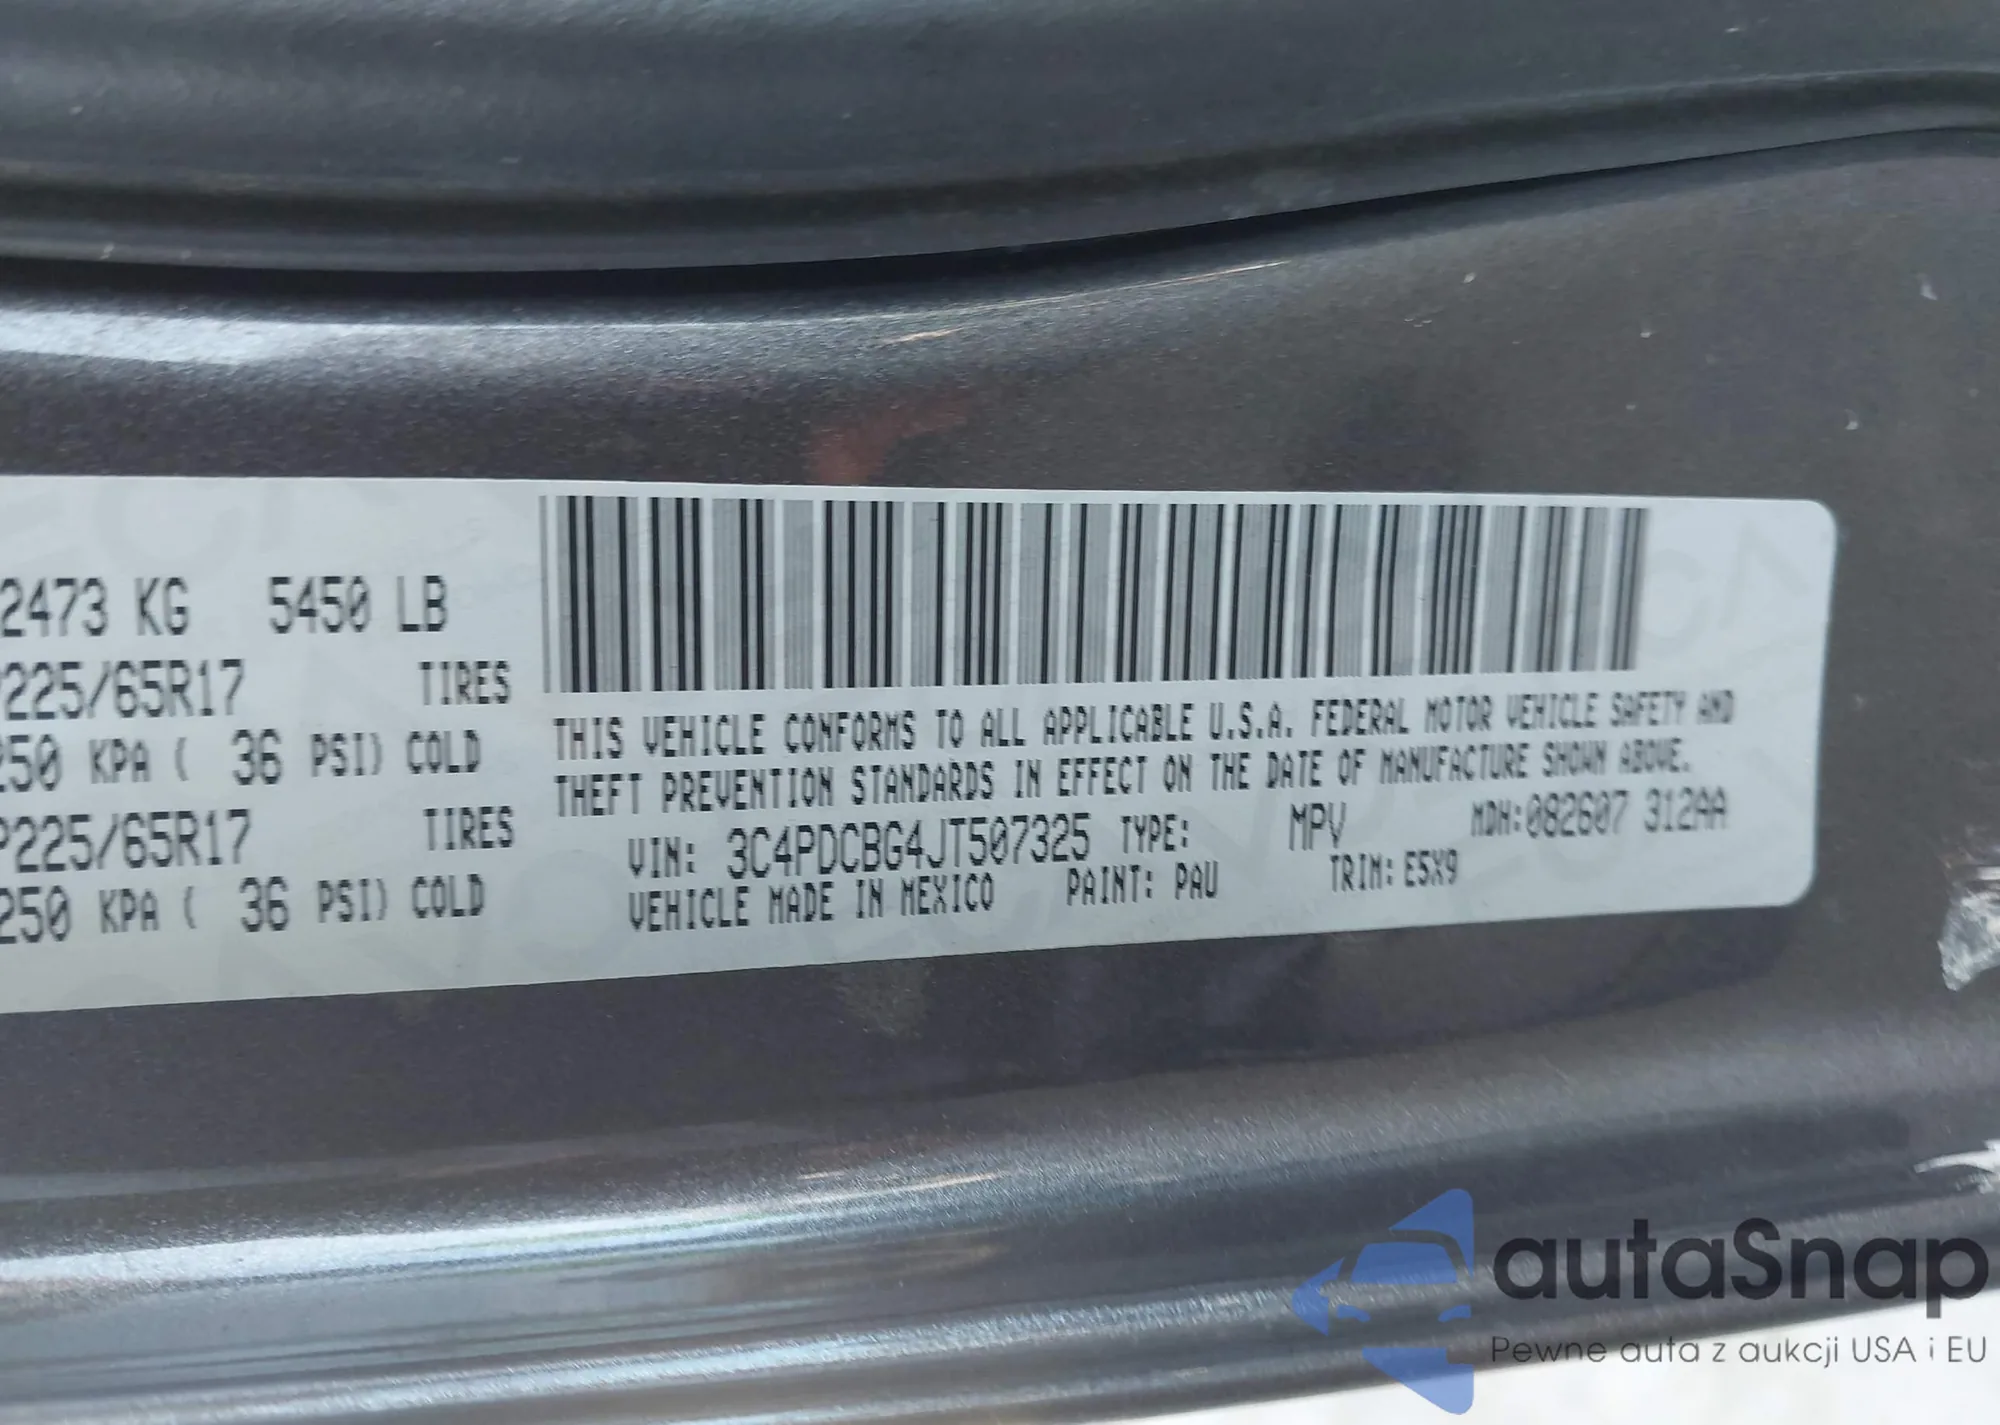 2473 KG 5450 LB
P225/65R17 TIRES
250 KPA ( 36 PSI) COLD
P225/65R17 TIRES
250 KPA ( 36 PSI) COLD
THIS VEHICLE CONFORMS TO ALL APPLICABLE U.S.A. FEDERAL MOTOR VEHICLE SAFETY AND
THEFT PREVENTION STANDARDS IN EFFECT ON THE DATE OF MANUFACTURE SHOWN ABOVE.
VIN: 3C4PDCBG4JT507325 TYPE: MPV MDH:082607 312AA
VEHICLE MADE IN MEXICO PAINT: PAU TRIM: E5X9
autaSnap
Pewne auta z aukcji USA i EU